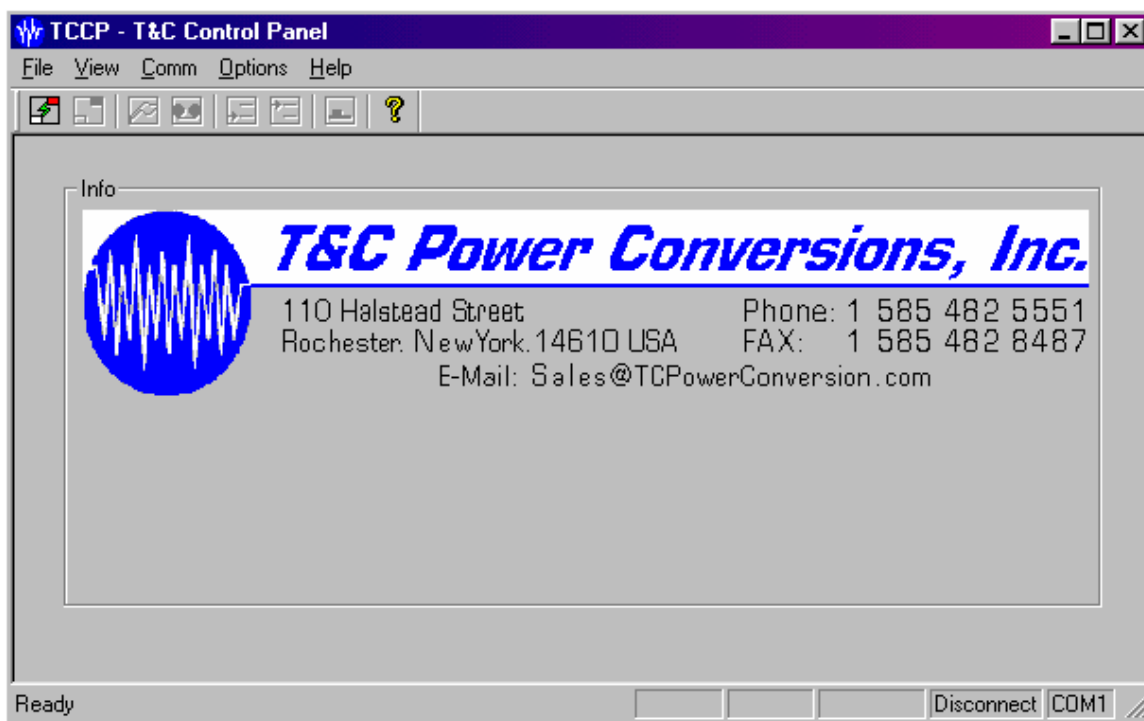 TCCP - T&C Control Panel
File View Comm Options Help
Info
T&C Power Conversions, Inc.
110 Halstead Street
Phone: 1 585 482 5551
Rochester. NewYork.14610 USA
FAX: 1 585 482 8487
E-Mail: Sales@TCPowerConversion.com
Ready
Disconnect COM1